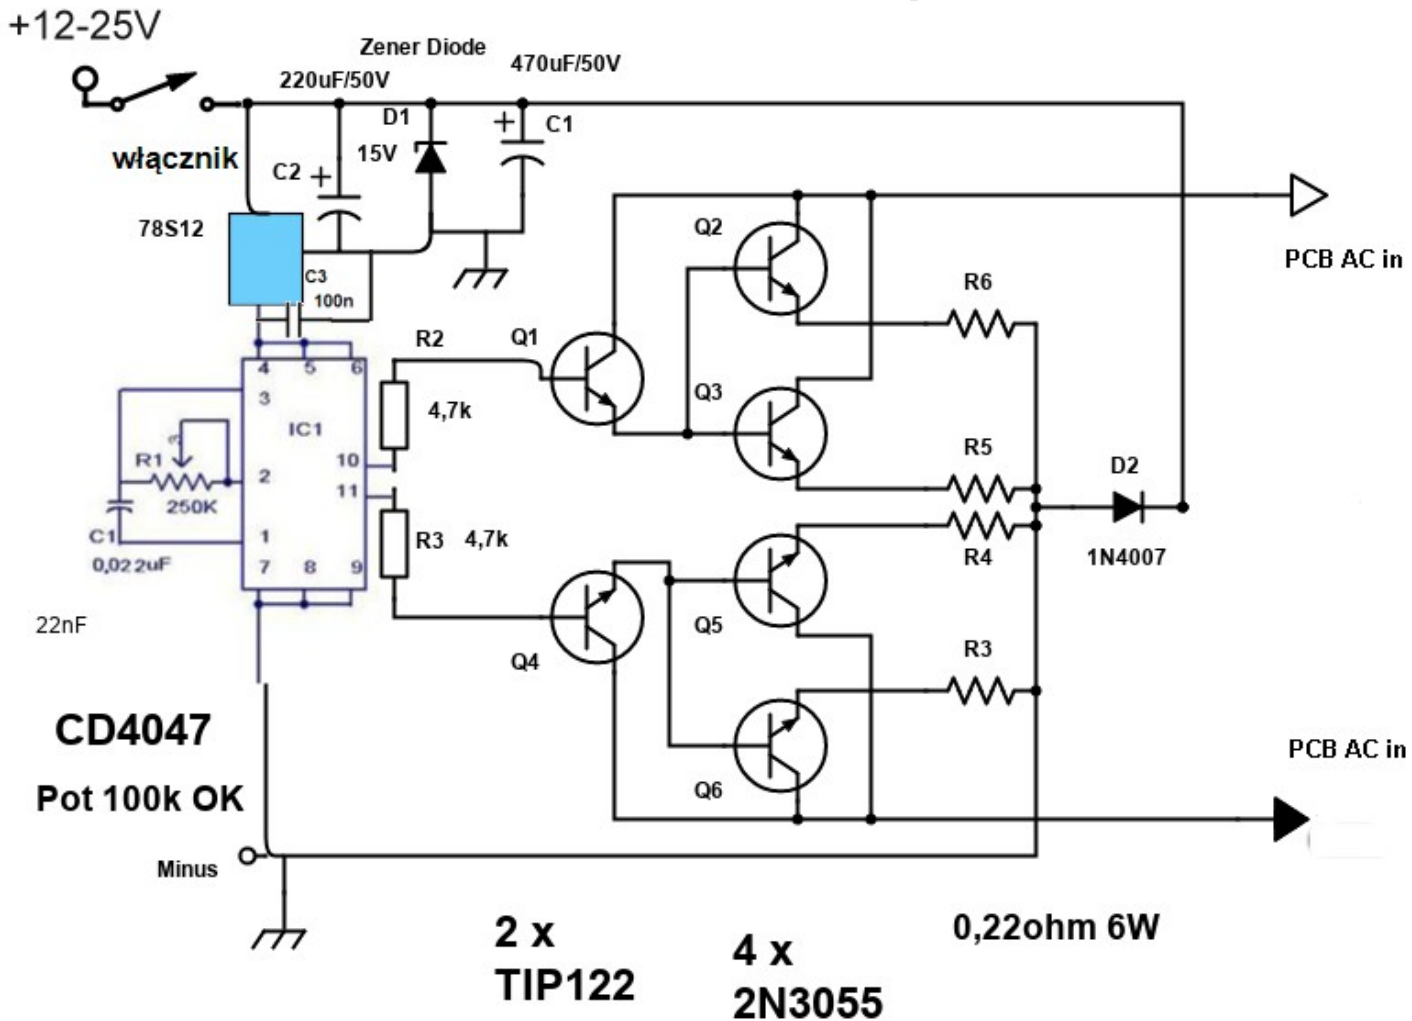 +12-25V
Zener Diode
220uF/50V
470uF/50V
D1
C1
włącznik
15V
C2
+
+
78S12
Q2
PCB AC in
C3
100n
R6
R2
Q1
4
5
6
3
Q3
4,7k
IC1
R1
3
10
R5
D2
2
11
250K
C1
1
R3
4,7k
R4
1N4007
0,022uF
7
8
9
22nF
Q5
Q4
R3
CD4047
PCB AC in
Pot 100k OK
Q6
Minus
0,22ohm 6W
2 x
TIP122
4 x
2N3055